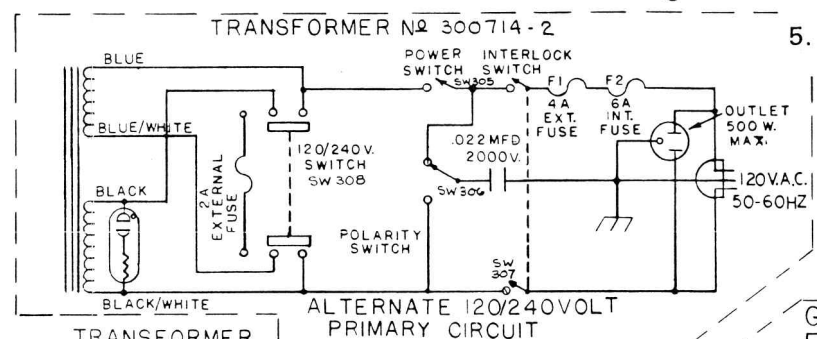 TRANSFORMER Nº 300714-2
5.
BLUE
POWER SWITCH
SW305
INTERLOCK SWITCH
F1
4A EXT. FUSE
F2
6A INT. FUSE
OUTLET 500 W. MAX.
BLUE/WHITE
120/240V. SWITCH SW 308
.022 MFD 2000V.
BLACK
2A EXTERNAL FUSE
SW306
120V.A.C. 50-60HZ
POLARITY SWITCH
SW 307
BLACK/WHITE
ALTERNATE 120/240 VOLT
PRIMARY CIRCUIT
TRANSFORMER
G